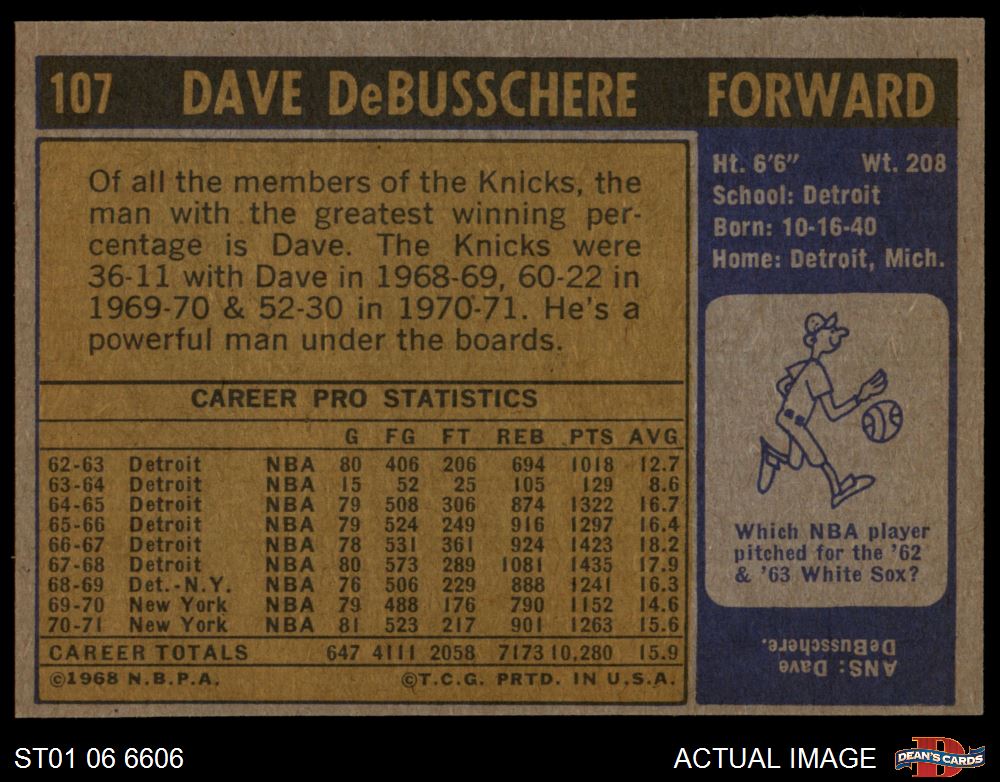 107 DAVE DeBUSSCHERE FORWARD
Of all the members of the Knicks, the
man with the greatest winning per-
centage is Dave. The Knicks were
36-11 with Dave in 1968-69, 60-22 in
1969-70 & 52-30 in 1970-71. He's a
powerful man under the boards.
CAREER PRO STATISTICS
G FG FT REB PTS AVG
62-63 Detroit NBA 80 406 206 694 1018 12.7
63-64 Detroit NBA 15 52 25 105 129 8.6
64-65 Detroit NBA 79 508 306 874 1322 16.7
65-66 Detroit NBA 79 524 249 916 1297 16.4
66-67 Detroit NBA 78 531 361 924 1423 18.2
67-68 Detroit NBA 80 573 289 1081 1435 17.9
68-69 Det.-N.Y. NBA 76 506 229 888 1241 16.3
69-70 New York NBA 79 488 176 790 1152 14.6
70-71 New York NBA 81 523 217 901 1263 15.6
CAREER TOTALS 647 4111 2058 7173 10,280 15.9
©1968 N.B.P.A. ©T.C.G. PRTD. IN U.S.A.
Ht. 6'6" Wt. 208
School: Detroit
Born: 10-16-40
Home: Detroit, Mich.
Which NBA player
pitched for the '62
& '63 White Sox?
ANS: Dave
DeBusschere.
ST01 06 6606 ACTUAL IMAGE
D
DEAN'S CARDS